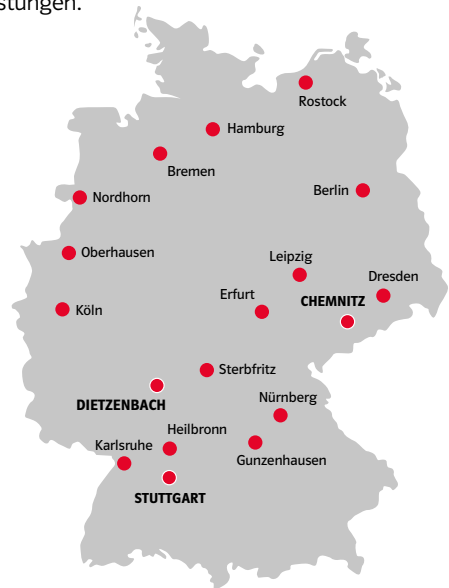 stungen.
Rostock
Hamburg
Bremen
Berlin
Nordhorn
Oberhausen
Leipzig
Dresden
Erfurt
CHEMNITZ
Köln
Sterbfritz
DIETZENBACH
Nürnberg
Heilbronn
Karlsruhe
Gunzenhausen
STUTTGART